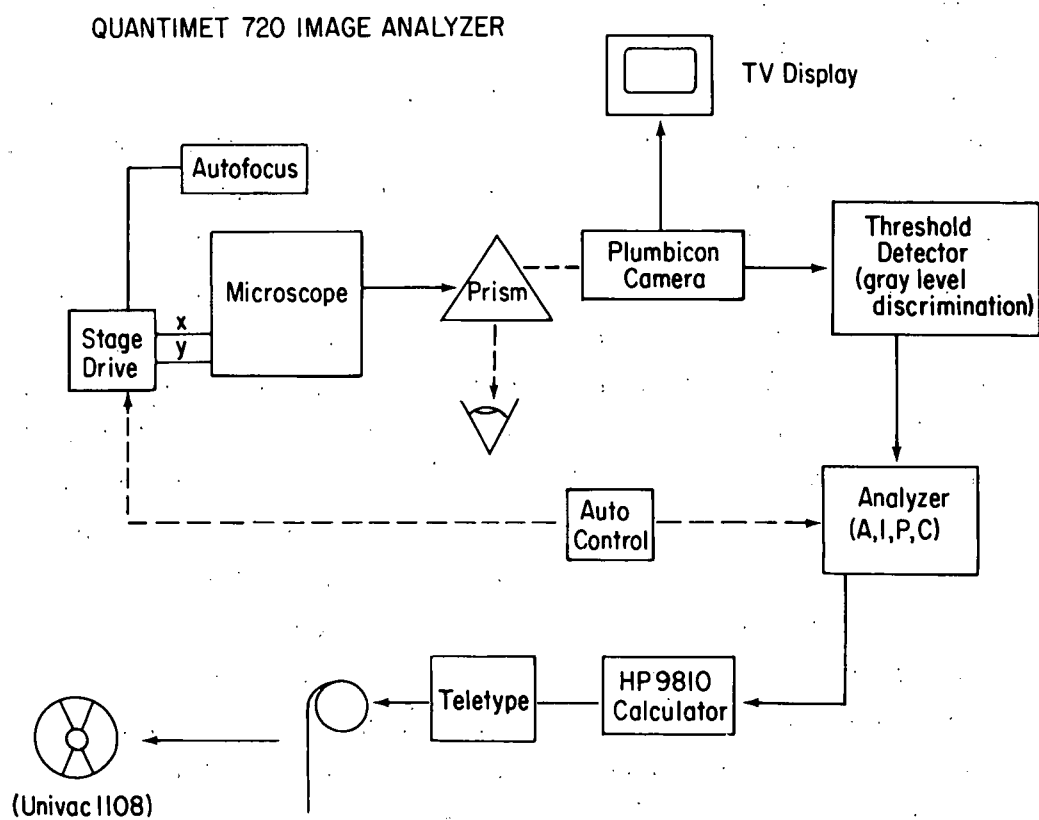 QUANTIMET 720 IMAGE ANALYZER
TV Display
Autofocus
Threshold
Detector
(gray level
discrimination)
Plumbicon
Camera
Prism
Microscope
x
y
Stage
Drive
Auto
Control
Analyzer
(A,I,P,C)
HP 9810
Calculator
Teletype
(Univac 1108)